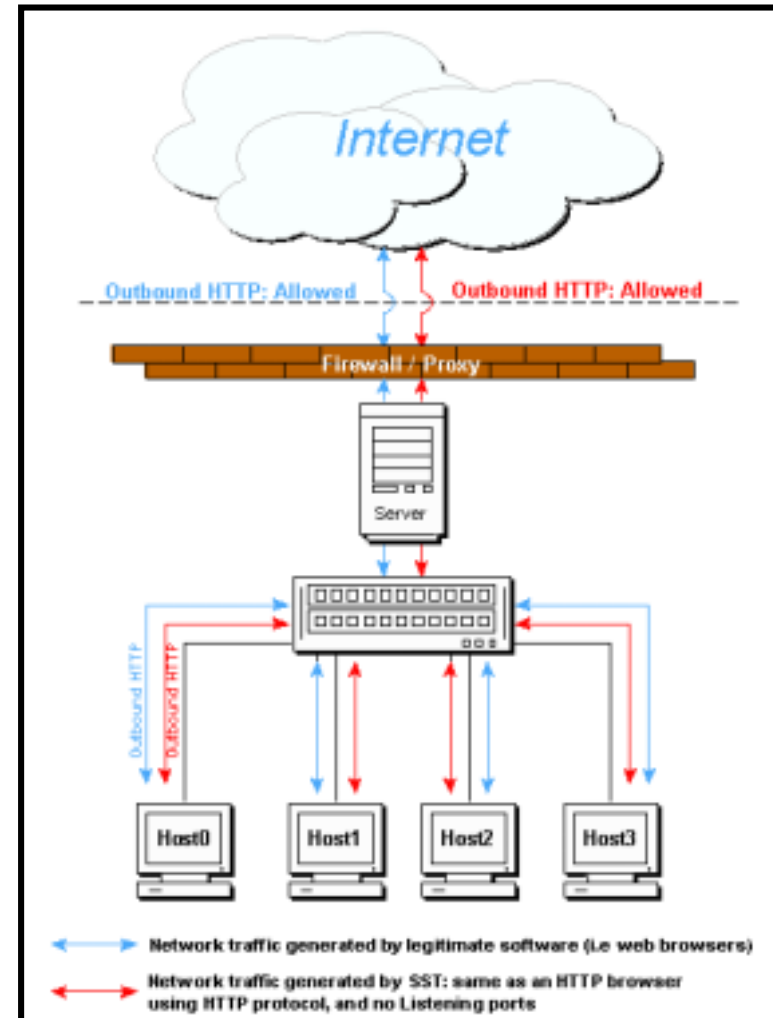 Internet
Outbound HTTP: Allowed
Outbound HTTP: Allowed
Firewall / Proxy
Server
Outbound HTTP
Outbound HTTP
Host0
Host1
Host2
Host3
Network traffic generated by legitimate software (i.e web browsers)
Network traffic generated by SST: same as an HTTP browser
using HTTP protocol, and no Listening ports